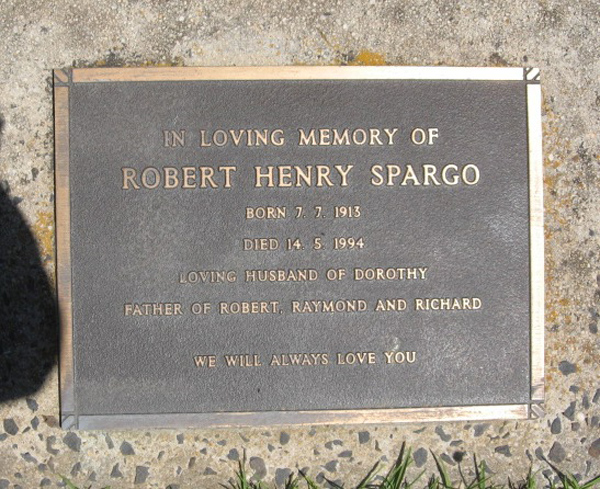 IN LOVING MEMORY OF
ROBERT HENRY SPARGO
BORN 7. 7. 1913
DIED 14. 5. 1994
LOVING HUSBAND OF DOROTHY
FATHER OF ROBERT, RAYMOND AND RICHARD
WE WILL ALWAYS LOVE YOU